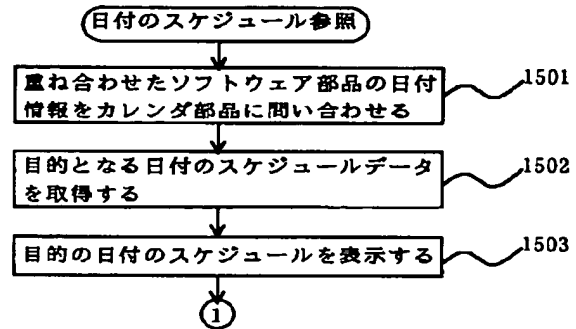 日付のスケジュール参照
重ね合わせたソフトウェア部品の日付
情報をカレンダ部品に問い合わせる
1501
目的となる日付のスケジュールデータ
を取得する
1502
目的の日付のスケジュールを表示する
1503
1